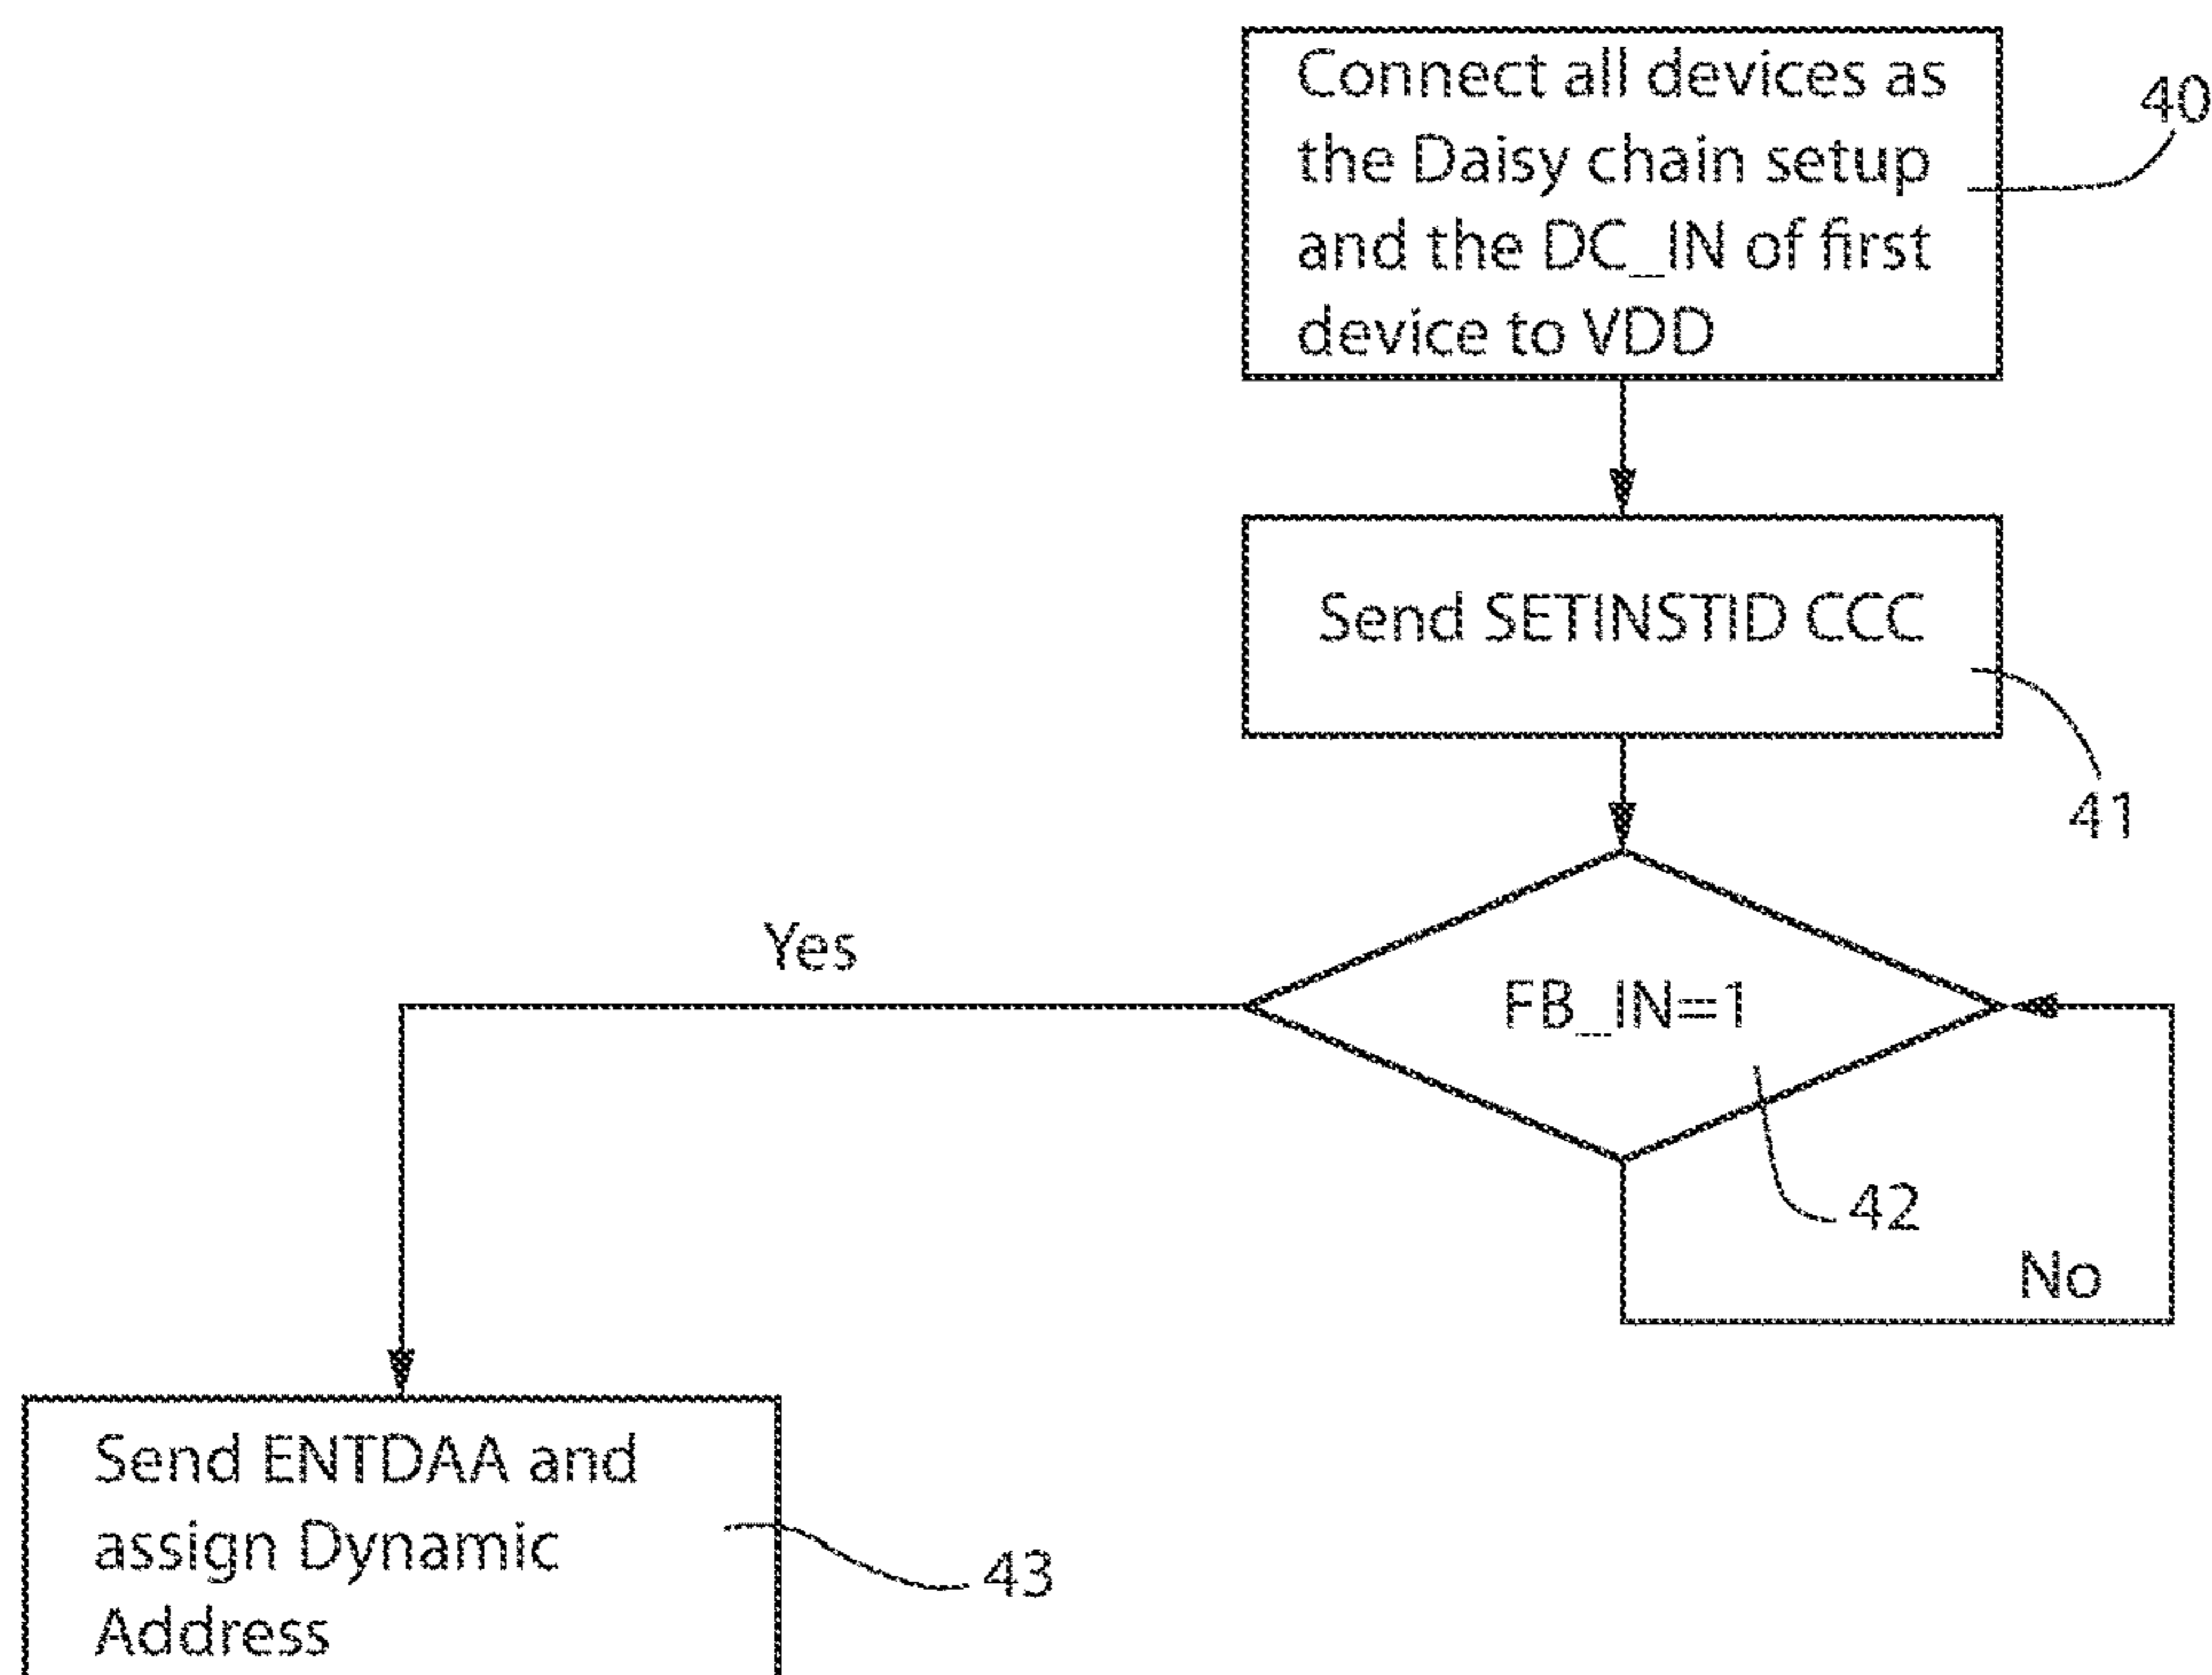 Connect all devices as
the Daisy chain setup
and the DC_IN of first
device to VDD
40
Send SETINSTID CCC
41
Yes
FB_IN=1
42
No
Send ENTDAA and
assign Dynamic
Address
43